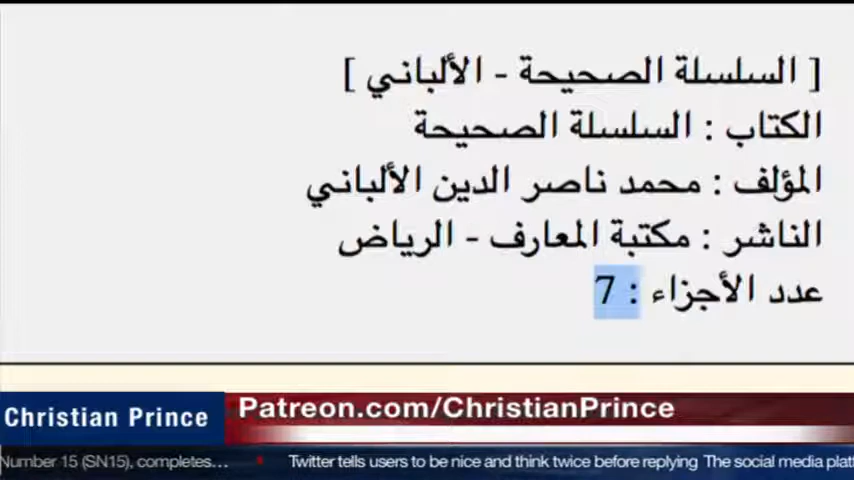 [ السلسلة الصحيحة - الألباني ]
الكتاب : السلسلة الصحيحة
المؤلف : محمد ناصر الدين الألباني
الناشر : مكتبة المعارف - الرياض
عدد الأجزاء : 7
Christian Prince
Patreon.com/ChristianPrince
Number 15 (SN15), completes... • Twitter tells users to be nice and think twice before replying The social media plat